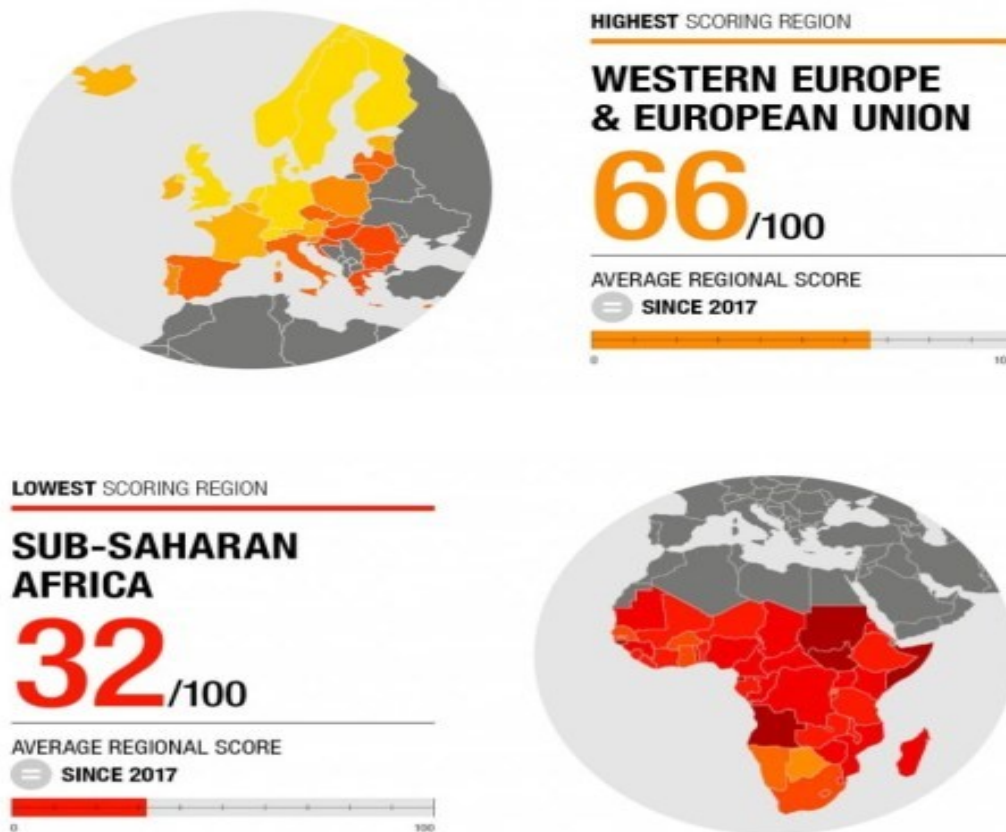 HIGHEST SCORING REGION
WESTERN EUROPE
& EUROPEAN UNION
66/100
AVERAGE REGIONAL SCORE
= SINCE 2017
0 10
LOWEST SCORING REGION
SUB-SAHARAN
AFRICA
32/100
AVERAGE REGIONAL SCORE
= SINCE 2017
0 100